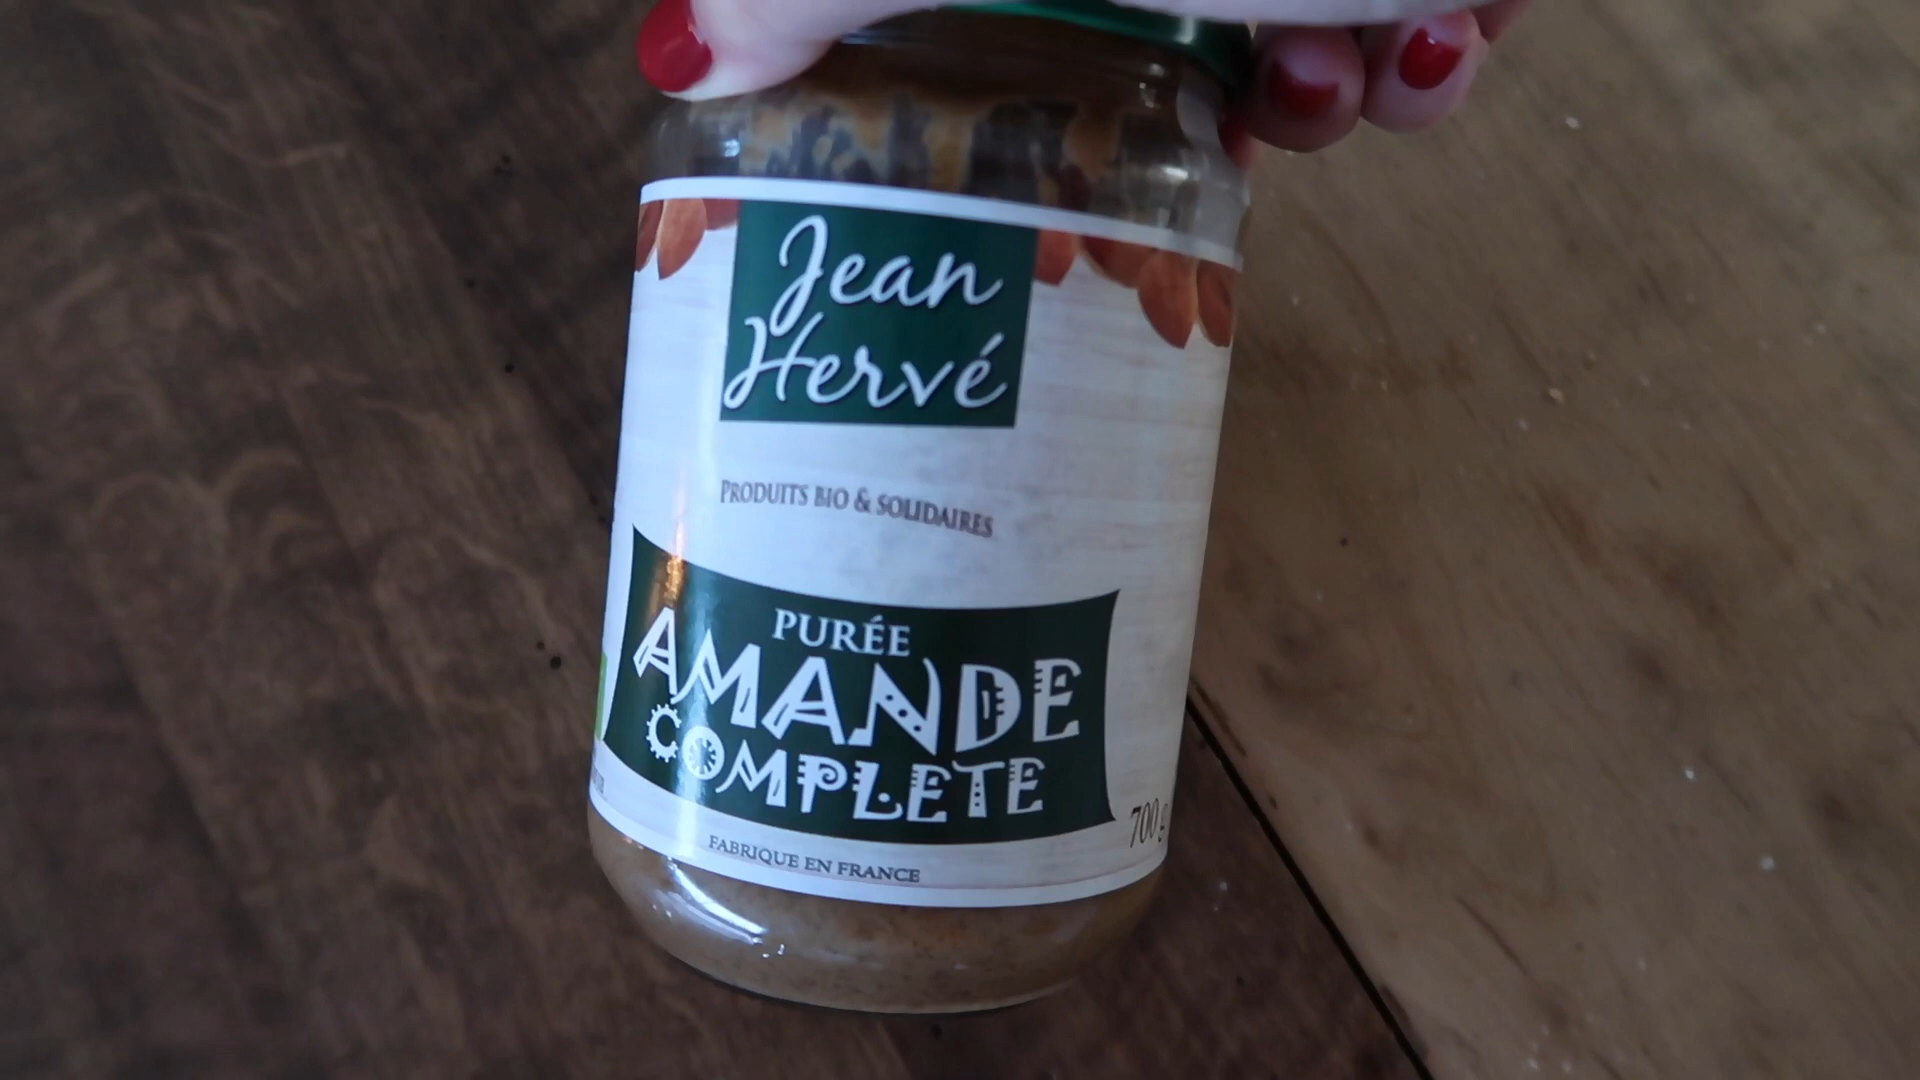 Jean
Hervé
PRODUITS BIO & SOLIDAIRES
PURÉE
AMANDE
COMPLETE
700 g
FABRIQUE EN FRANCE